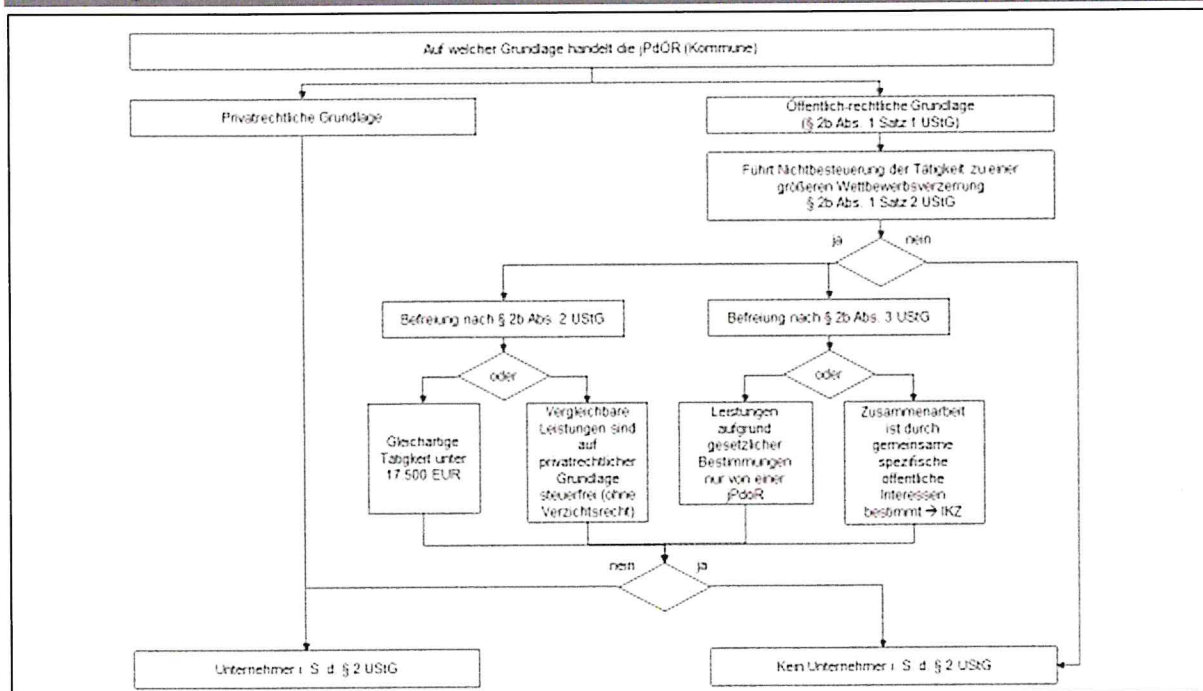 Auf welcher Grundlage handelt die jPdÖR (Kommune)
Privatrechtliche Grundlage
Öffentlich-rechtliche Grundlage
(§ 2b Abs. 1 Satz 1 UStG)
Führt Nichtbesteuerung der Tätigkeit zu einer
größeren Wettbewerbsverzerrung
§ 2b Abs. 1 Satz 2 UStG
ja
nein
Befreiung nach § 2b Abs. 2 UStG
Befreiung nach § 2b Abs. 3 UStG
oder
oder
Gleichartige
Tätigkeit unter
17.500 EUR
Vergleichbare
Leistungen sind
auf
privatrechtlicher
Grundlage
steuerfrei (ohne
Verzichtsrecht)
Leistungen
aufgrund
gesetzlicher
Bestimmungen
nur von einer
jPdöR
Zusammenarbeit
ist durch
gemeinsame
spezifische
öffentliche
Interessen
bestimmt → IKZ
nein
ja
Unternehmer i. S. d. § 2 UStG
Kein Unternehmer i. S. d. § 2 UStG